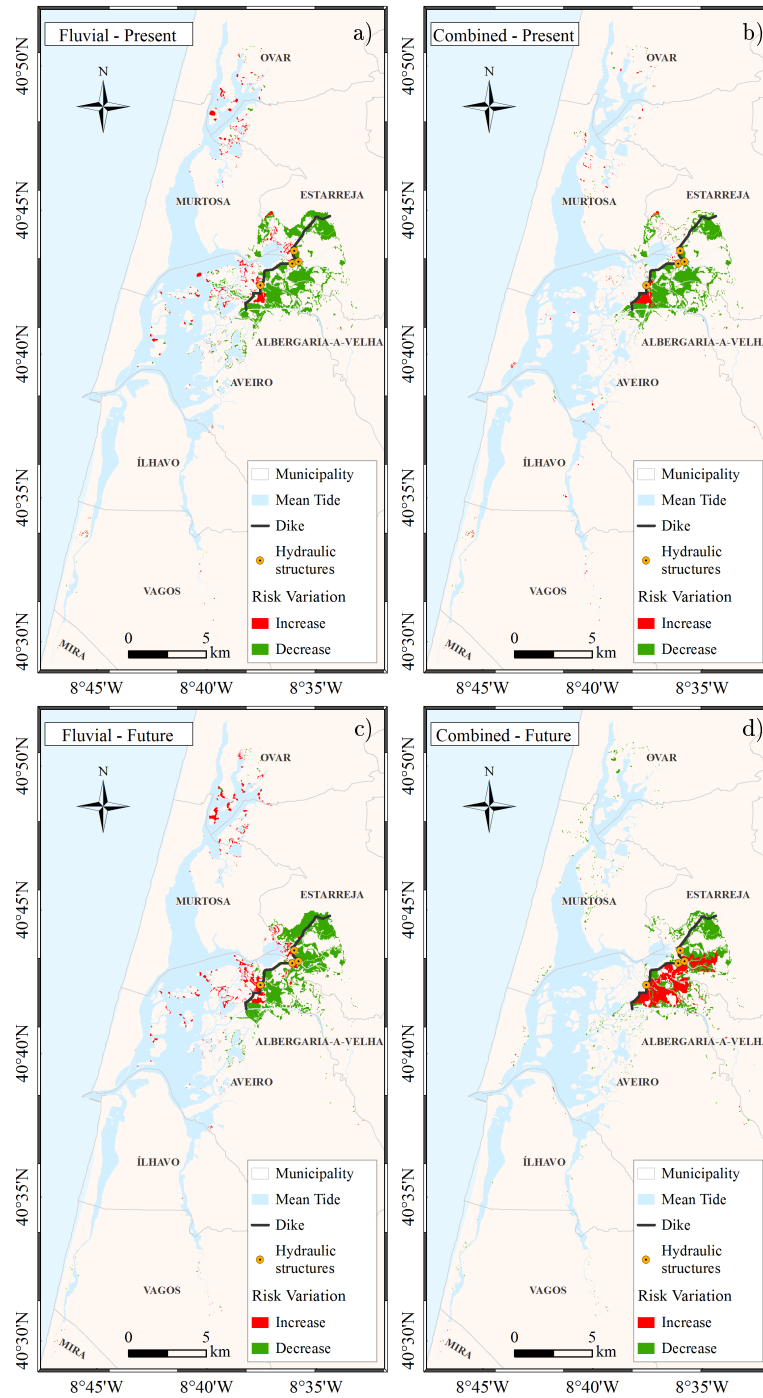 Fluvial - Present
a)
N
OVAR
ESTARREJA
MURTOSA
ALBERGARIA-A-VELHA
AVEIRO
ÍLHAVO
VAGOS
MIRA
40°50'N
40°45'N
40°40'N
40°35'N
40°30'N
Municipality
Mean Tide
Dike
Hydraulic
structures
Risk Variation
Increase
Decrease
0 5
km
8°45'W 8°40'W 8°35'W
Combined - Present
b)
N
OVAR
ESTARREJA
MURTOSA
ALBERGARIA-A-VELHA
AVEIRO
ÍLHAVO
VAGOS
MIRA
40°50'N
40°45'N
40°40'N
40°35'N
40°30'N
Municipality
Mean Tide
Dike
Hydraulic
structures
Risk Variation
Increase
Decrease
0 5
km
8°45'W 8°40'W 8°35'W
Fluvial - Future
c)
N
OVAR
ESTARREJA
MURTOSA
ALBERGARIA-A-VELHA
AVEIRO
ÍLHAVO
VAGOS
MIRA
40°50'N
40°45'N
40°40'N
40°35'N
40°30'N
Municipality
Mean Tide
Dike
Hydraulic
structures
Risk Variation
Increase
Decrease
0 5
km
8°45'W 8°40'W 8°35'W
Combined - Future
d)
N
OVAR
ESTARREJA
MURTOSA
ALBERGARIA-A-VELHA
AVEIRO
ÍLHAVO
VAGOS
MIRA
40°50'N
40°45'N
40°40'N
40°35'N
40°30'N
Municipality
Mean Tide
Dike
Hydraulic
structures
Risk Variation
Increase
Decrease
0 5
km
8°45'W 8°40'W 8°35'W